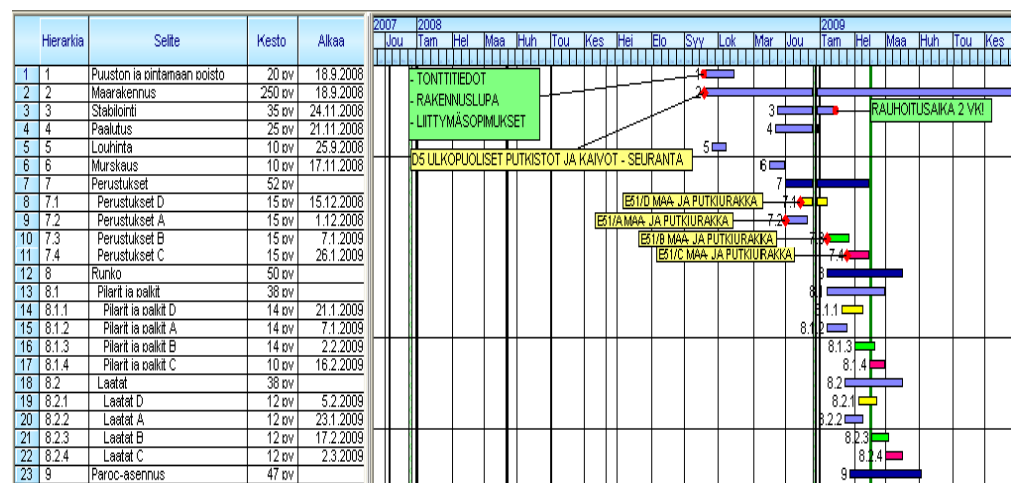 2007 2008 2009
Hierarkia Selite Kesto Alkaa Jou Tam Hel Maa Huh Tou Kes Hei Elo Syy Lok Mar Jou Tam Hel Maa Huh Tou Kes
1 1 Puuston ja pintamaan poisto 20 pv 18.9.2008
2 2 Maarakennus 250 pv 18.9.2008
3 3 Stabilointi 35 pv 24.11.2008
4 4 Paalutus 25 pv 21.11.2008
5 5 Louhinta 10 pv 25.9.2008
6 6 Murskaus 10 pv 17.11.2008
7 7 Perustukset 52 pv
8 7.1 Perustukset D 15 pv 15.12.2008
9 7.2 Perustukset A 15 pv 1.12.2008
10 7.3 Perustukset B 15 pv 7.1.2009
11 7.4 Perustukset C 15 pv 26.1.2009
12 8 Runko 50 pv
13 8.1 Pilarit ja palkit 38 pv
14 8.1.1 Pilarit ja palkit D 14 pv 21.1.2009
15 8.1.2 Pilarit ja palkit A 14 pv 7.1.2009
16 8.1.3 Pilarit ja palkit B 14 pv 2.2.2009
17 8.1.4 Pilarit ja palkit C 10 pv 16.2.2009
18 8.2 Laatat 38 pv
19 8.2.1 Laatat D 12 pv 5.2.2009
20 8.2.2 Laatat A 12 pv 23.1.2009
21 8.2.3 Laatat B 12 pv 17.2.2009
22 8.2.4 Laatat C 12 pv 2.3.2009
23 9 Paroc-asennus 47 pv
- TONTTITIEDOT
- RAKENNUSLUPA
- LIITTYMÄSOPIMUKSET
1
2
3
RAUHOITUSAIKA 2 VK!
4
5
D5 ULKOPUOLISET PUTKISTOT JA KAIVOT - SEURANTA
6
7
E51/D MAA- JA PUTKIURAKKA 7.1
E51/A MAA- JA PUTKIURAKKA 7.2
E51/B MAA- JA PUTKIURAKKA 7.3
E51/C MAA- JA PUTKIURAKKA 7.4
8
8.1
8.1.1
8.1.2
8.1.3
8.1.4
8.2
8.2.1
8.2.2
8.2.3
8.2.4
9